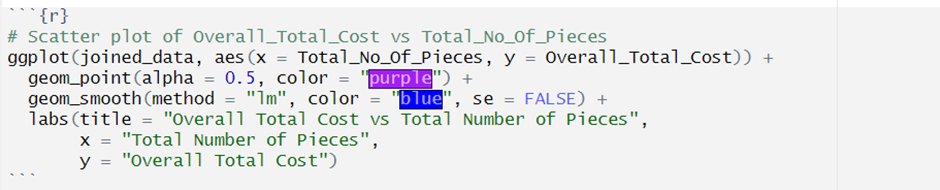 ```{r}
# Scatter plot of Overall_Total_Cost vs Total_No_Of_Pieces
ggplot(joined_data, aes(x = Total_No_Of_Pieces, y = Overall_Total_Cost)) +
  geom_point(alpha = 0.5, color = "purple") +
  geom_smooth(method = "lm", color = "blue", se = FALSE) +
  labs(title = "Overall Total Cost vs Total Number of Pieces",
       x = "Total Number of Pieces",
       y = "Overall Total Cost")
```